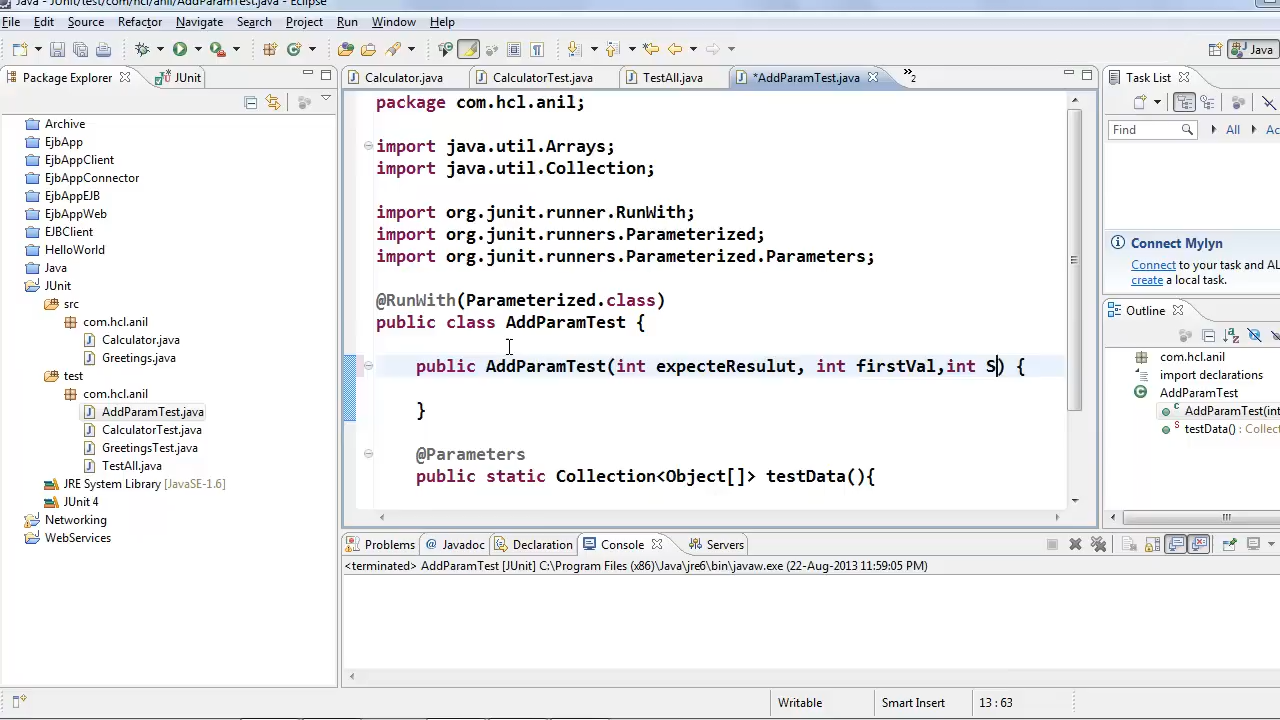 Java - JUnit/test/com/hcl/anil/AddParamTest.java - Eclipse
File Edit Source Refactor Navigate Search Project Run Window Help
Java
Package Explorer JUnit
Calculator.java CalculatorTest.java TestAll.java *AddParamTest.java »2
Task List
Find All Ac
Archive
EjbApp
EjbAppClient
EjbAppConnector
EjbAppEJB
EjbAppWeb
EJBClient
HelloWorld
Java
JUnit
src
com.hcl.anil
Calculator.java
Greetings.java
test
com.hcl.anil
AddParamTest.java
CalculatorTest.java
GreetingsTest.java
TestAll.java
JRE System Library [JavaSE-1.6]
JUnit 4
Networking
WebServices
package com.hcl.anil;
import java.util.Arrays;
import java.util.Collection;
import org.junit.runner.RunWith;
import org.junit.runners.Parameterized;
import org.junit.runners.Parameterized.Parameters;
@RunWith(Parameterized.class)
public class AddParamTest {
public AddParamTest(int expecteResulut, int firstVal,int S) {
}
@Parameters
public static Collection<Object[]> testData(){
Connect Mylyn
Connect to your task and AL
create a local task.
Outline
com.hcl.anil
import declarations
AddParamTest
AddParamTest(int
testData() : Collect
Problems Javadoc Declaration Console Servers
<terminated> AddParamTest [JUnit] C:\Program Files (x86)\Java\jre6\bin\javaw.exe (22-Aug-2013 11:59:05 PM)
Writable Smart Insert 13 : 63